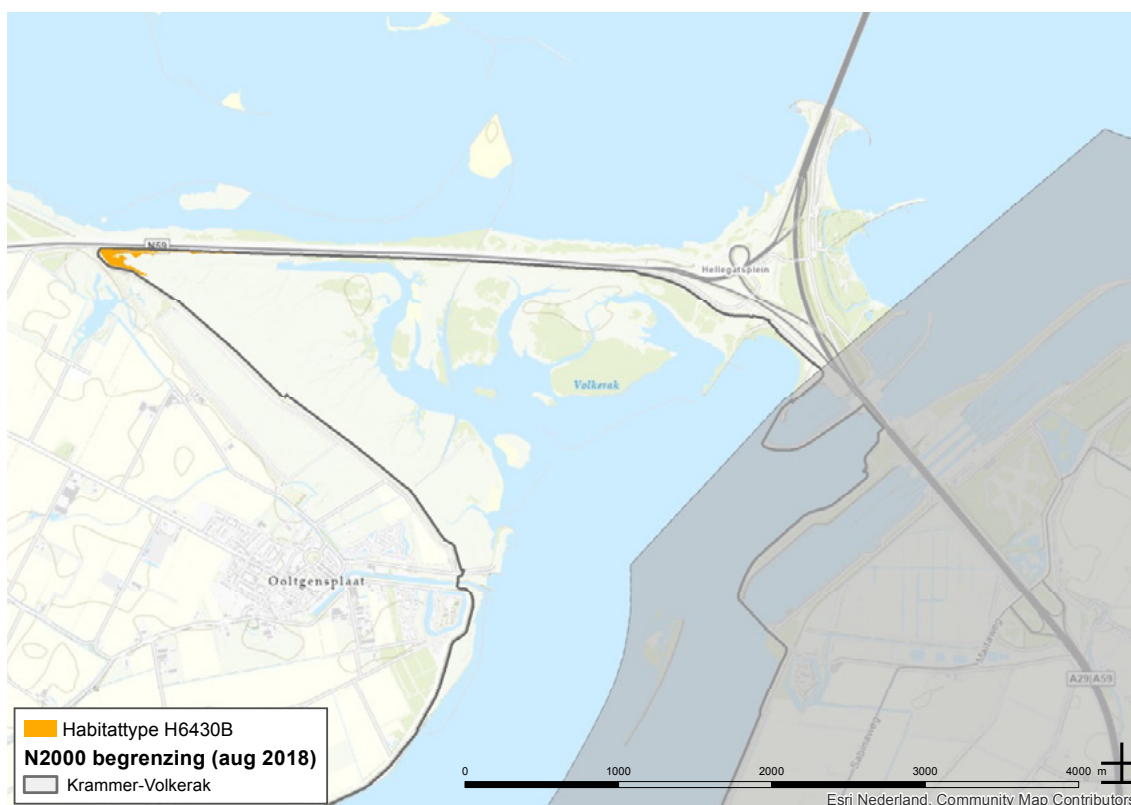 N59
Hellegatsplein
Volkerak
Ooltgensplaat
Maltaweg
A29|A59
Sabinaweg
Habitattype H6430B
N2000 begrenzing (aug 2018)
Krammer-Volkerak
0 1000 2000 3000 4000 m
Esri Nederland, Community Map Contributors